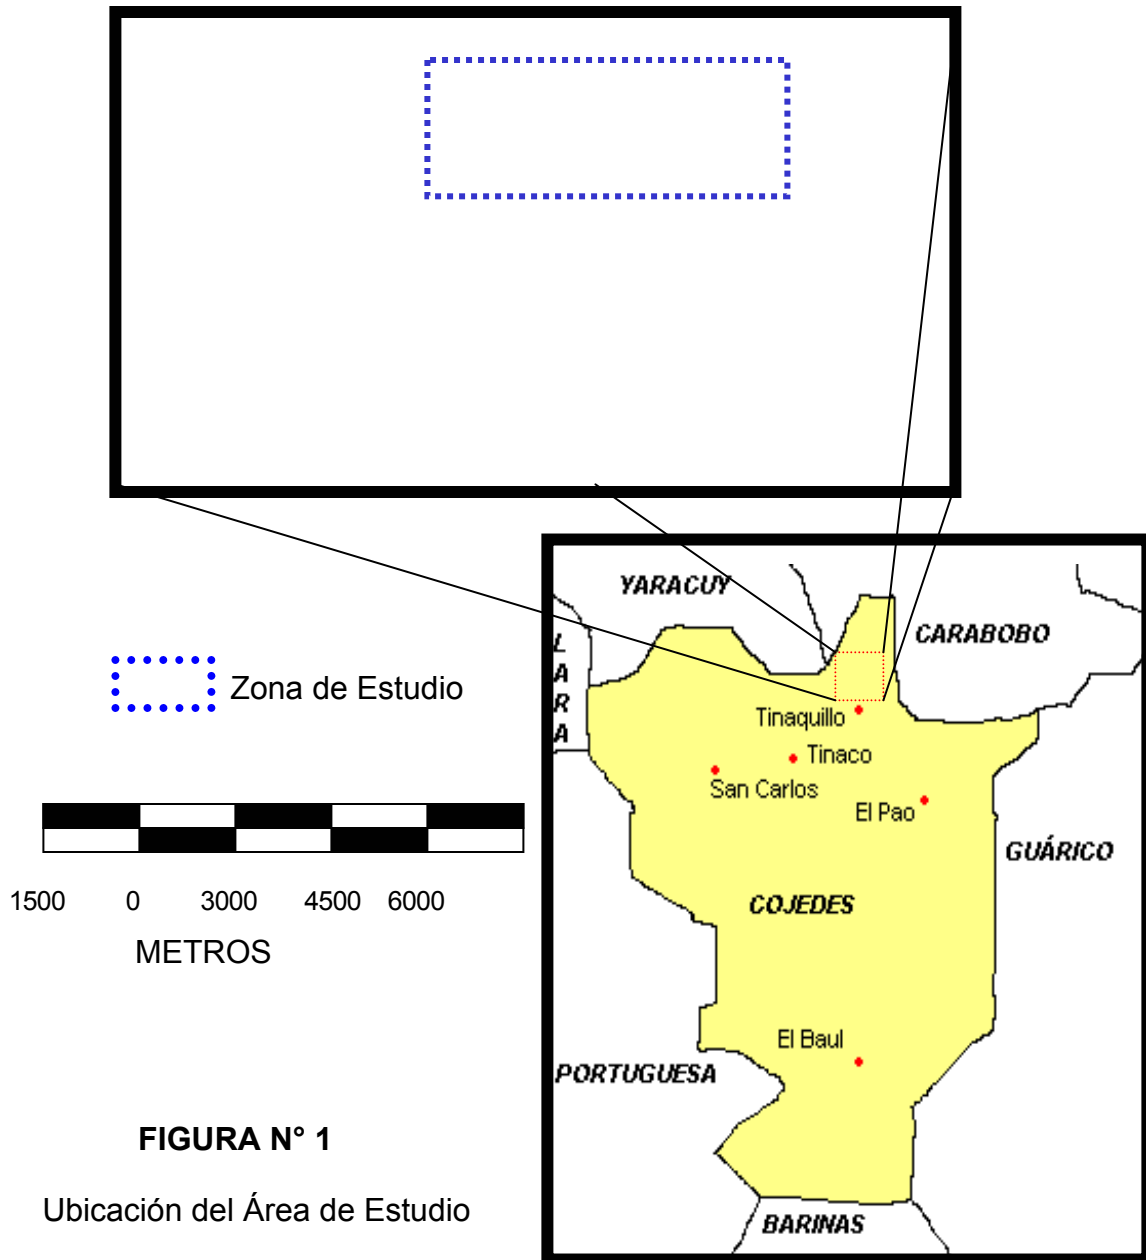 YARACUY
CARABOBO
LARA
Zona de Estudio
Tinaquillo
Tinaco
San Carlos
El Pao
GUÁRICO
1500 0 3000 4500 6000
COJEDES
METROS
El Baul
PORTUGUESA
FIGURA N° 1
Ubicación del Área de Estudio
BARINAS